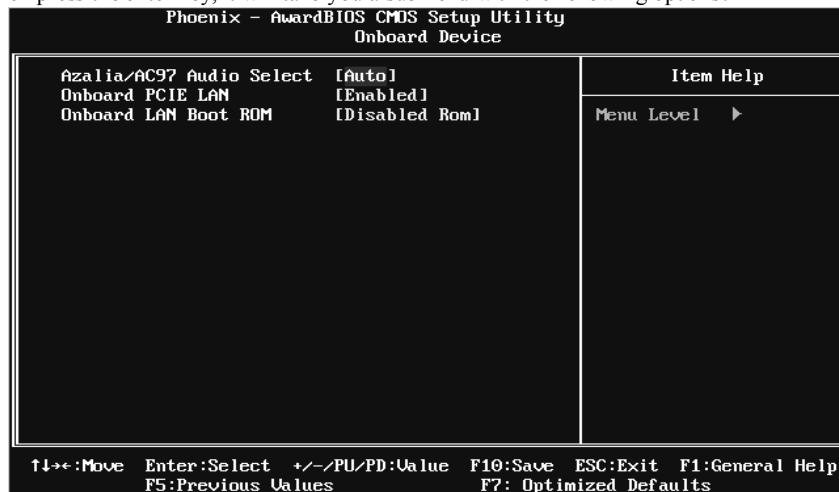 Phoenix - AwardBIOS CMOS Setup Utility
Onboard Device
Azalia/AC97 Audio Select [Auto]
Onboard PCIE LAN [Enabled]
Onboard LAN Boot ROM [Disabled Rom]
Item Help
Menu Level ▶
↑↓→←:Move Enter:Select +/-/PU/PD:Value F10:Save ESC:Exit F1:General Help
F5:Previous Values F7: Optimized Defaults